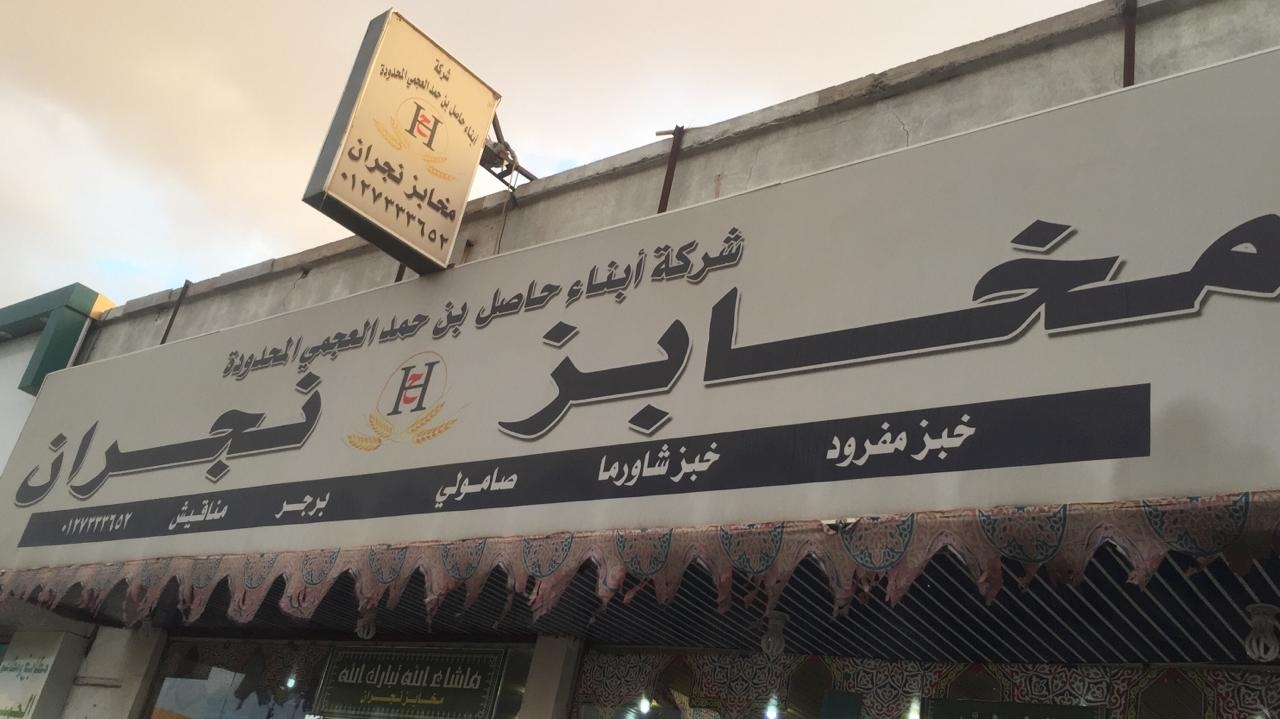 شركة
أبناء حاصل بن حمد العجمي المحدودة
H ح
مخابز نجران
٠١٢٧٣٣٣٦٥٢
شركة أبناء حاصل بن حمد العجمي المحدودة
مخابز نجران
H ح
خبز مفرود خبز شاورما صامولي برجر مناقيش ٠١٢٧٣٣٣٦٥٢
ماشاء الله تبارك الله
مخابز نجران